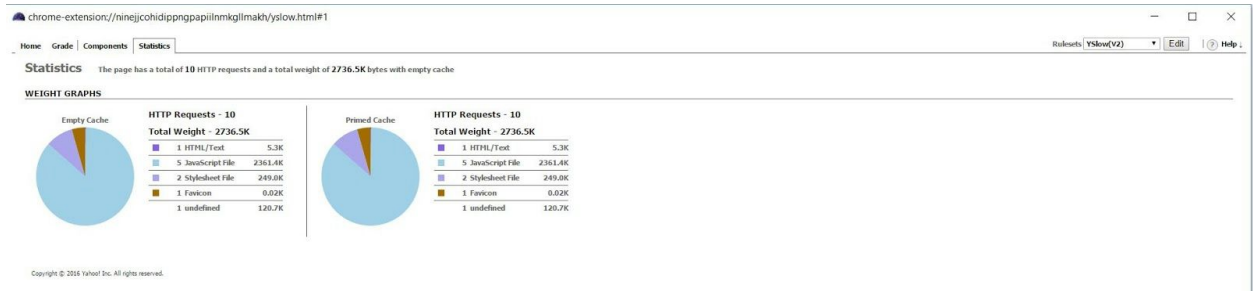 chrome-extension://ninejjcohidippngpapiilnmkgllmakh/yslow.html#1
Home Grade Components Statistics Rulesets YSlow(V2) Edit ? Help ↓
Statistics The page has a total of 10 HTTP requests and a total weight of 2736.5K bytes with empty cache
WEIGHT GRAPHS
Empty Cache
HTTP Requests - 10
Total Weight - 2736.5K
1 HTML/Text 5.3K
5 JavaScript File 2361.4K
2 Stylesheet File 249.0K
1 Favicon 0.02K
1 undefined 120.7K
Primed Cache
HTTP Requests - 10
Total Weight - 2736.5K
1 HTML/Text 5.3K
5 JavaScript File 2361.4K
2 Stylesheet File 249.0K
1 Favicon 0.02K
1 undefined 120.7K
Copyright © 2016 Yahoo! Inc. All rights reserved.